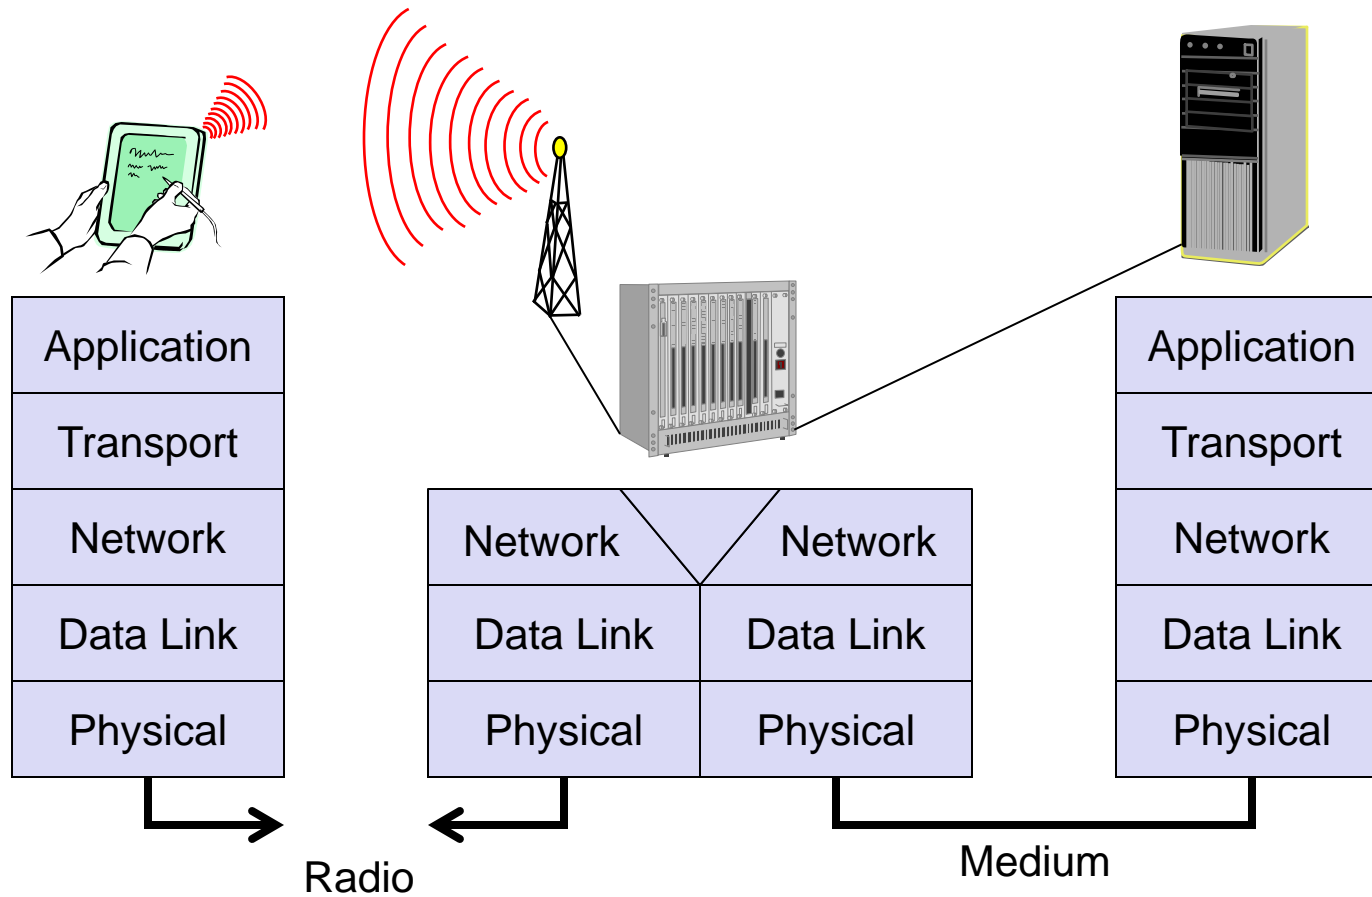 Application
Transport
Network
Data Link
Physical
Network
Network
Data Link
Data Link
Physical
Physical
Application
Transport
Network
Data Link
Physical
Radio
Medium